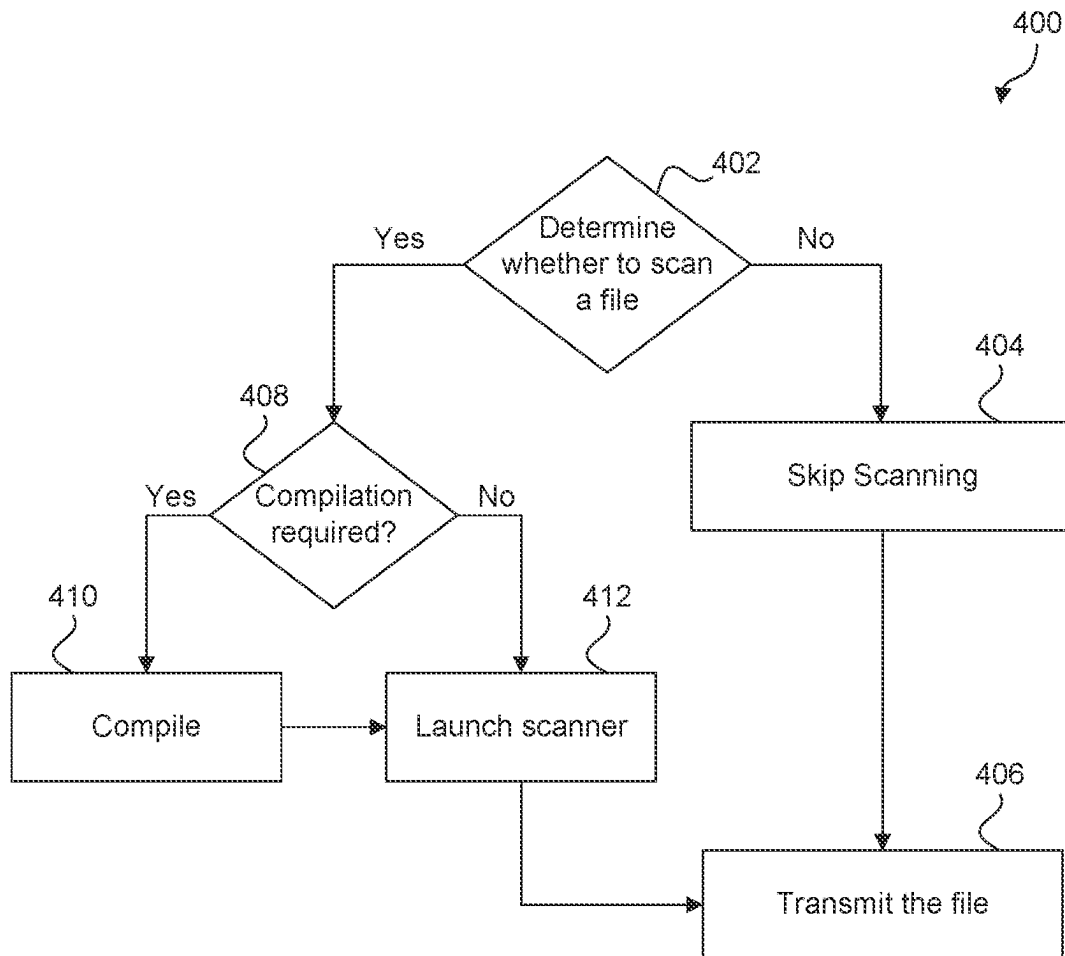 400
402
Determine
whether to scan
a file
Yes
No
404
Skip Scanning
408
Compilation
required?
Yes
No
410
Compile
412
Launch scanner
406
Transmit the file